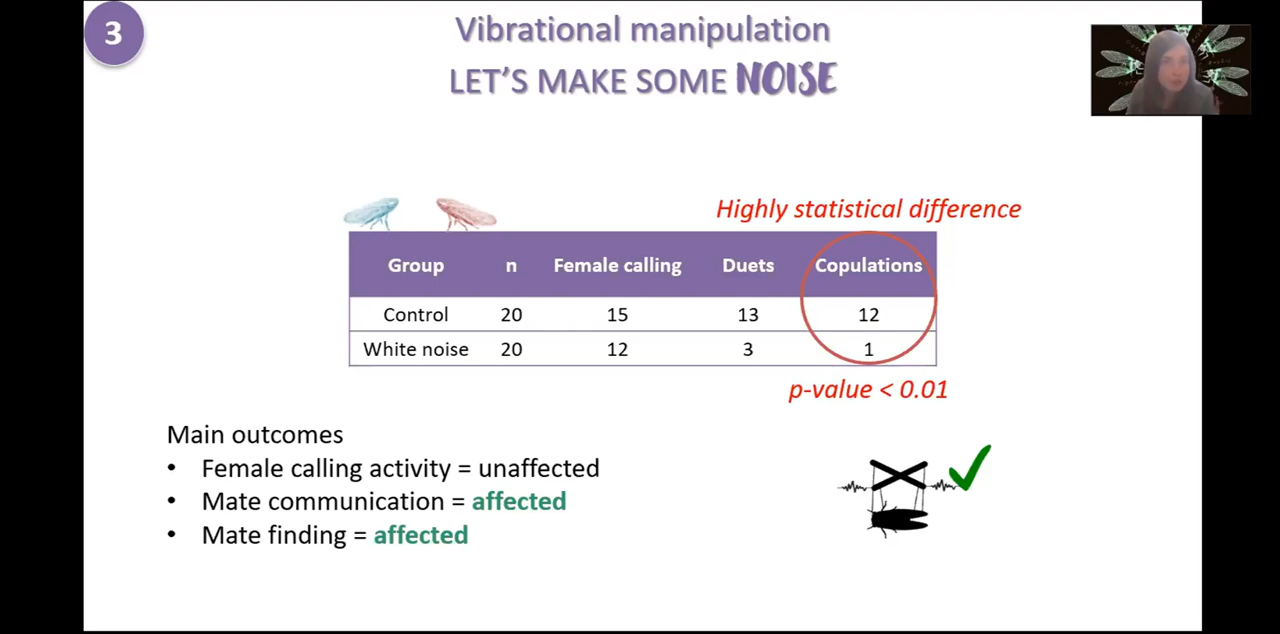 3
Vibrational manipulation
LET'S MAKE SOME NOISE
Highly statistical difference
Group n Female calling Duets Copulations
Control 20 15 13 12
White noise 20 12 3 1
p-value < 0.01
Main outcomes
• Female calling activity = unaffected
• Mate communication = affected
• Mate finding = affected